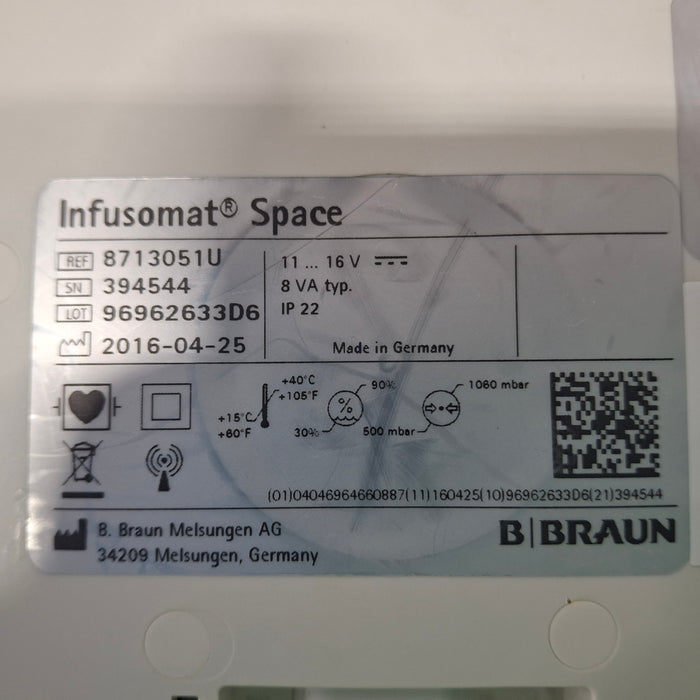 Infusomat® Space
REF 8713051U
SN 394544
LOT 96962633D6
2016-04-25
11 ... 16 V
8 VA typ.
IP 22
Made in Germany
+40°C
+105°F
+15°C
+60°F
%
90%
30%
1060 mbar
500 mbar
(01)04046964660887(11)160425(10)96962633D6(21)394544
B. Braun Melsungen AG
34209 Melsungen, Germany
B|BRAUN